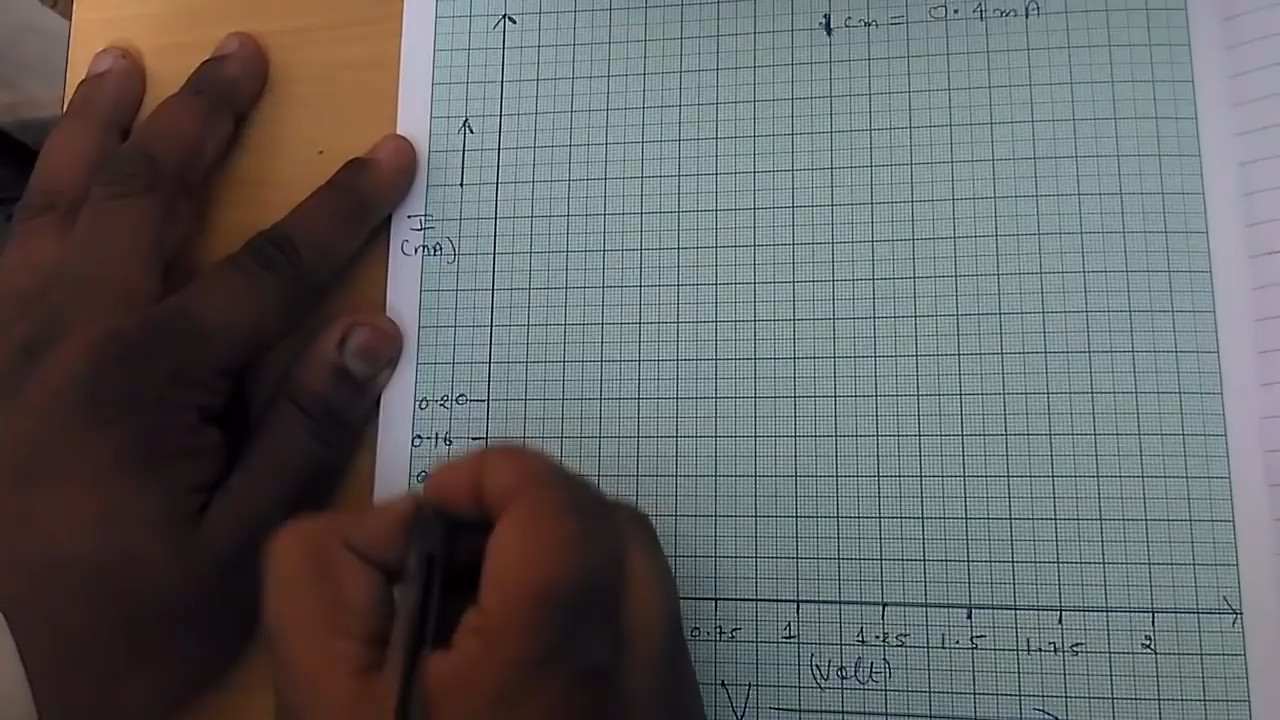 1 cm = 0.4 mA
I
(mA)
0.20
0.16
0.75 1 1.25 1.5 1.75 2
(Volt)
V